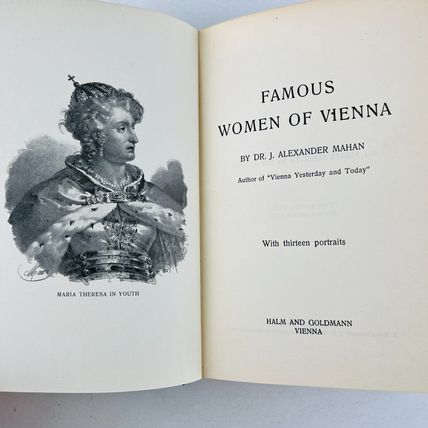 MARIA THERESA IN YOUTH
FAMOUS
WOMEN OF VIENNA
BY DR. J. ALEXANDER MAHAN
Author of "Vienna Yesterday and Today"
With thirteen portraits
HALM AND GOLDMANN
VIENNA